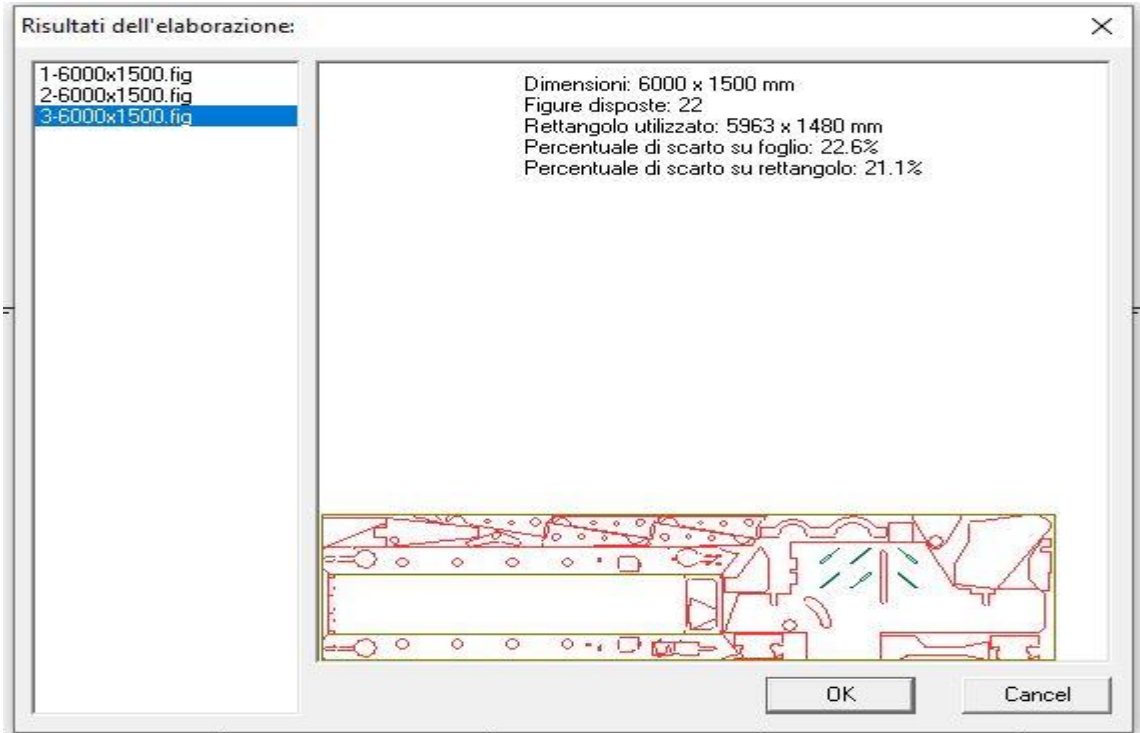 Risultati dell'elaborazione:
1-6000x1500.fig
2-6000x1500.fig
3-6000x1500.fig
Dimensioni: 6000 x 1500 mm
Figure disposte: 22
Rettangolo utilizzato: 5963 x 1480 mm
Percentuale di scarto su foglio: 22.6%
Percentuale di scarto su rettangolo: 21.1%
OK
Cancel